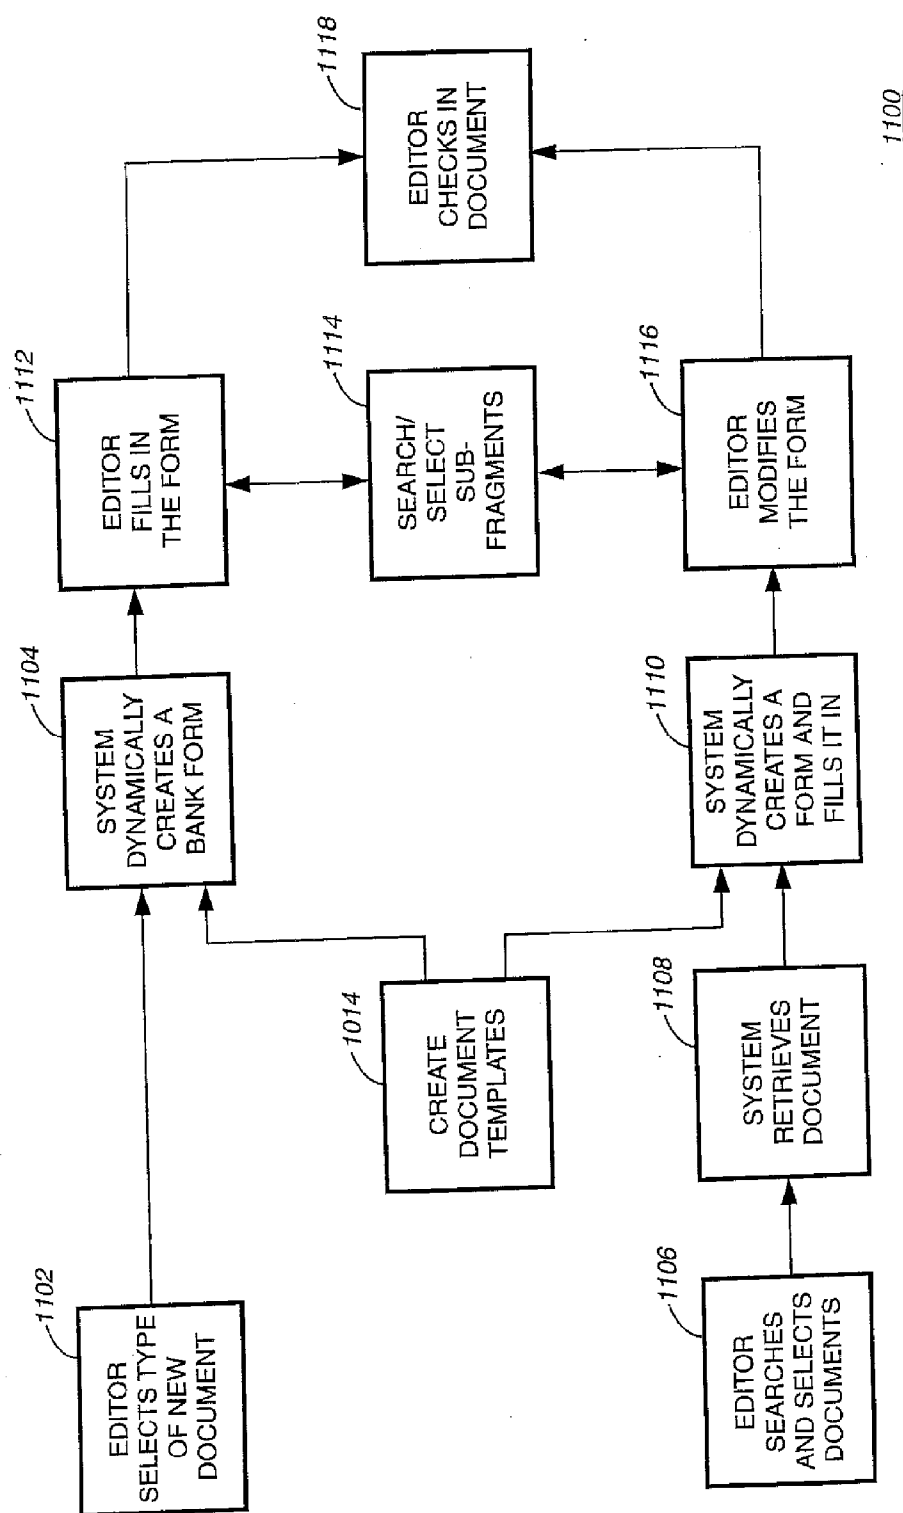 1102
EDITOR
SELECTS TYPE
OF NEW
DOCUMENT
1104
SYSTEM
DYNAMICALLY
CREATES A
BANK FORM
1112
EDITOR
FILLS IN
THE FORM
1014
CREATE
DOCUMENT
TEMPLATES
1114
SEARCH/
SELECT
SUB-
FRAGMENTS
1118
EDITOR
CHECKS IN
DOCUMENT
1106
EDITOR
SEARCHES
AND SELECTS
DOCUMENTS
1108
SYSTEM
RETRIEVES
DOCUMENT
1110
SYSTEM
DYNAMICALLY
CREATES A
FORM AND
FILLS IT IN
1116
EDITOR
MODIFIES
THE FORM
1100